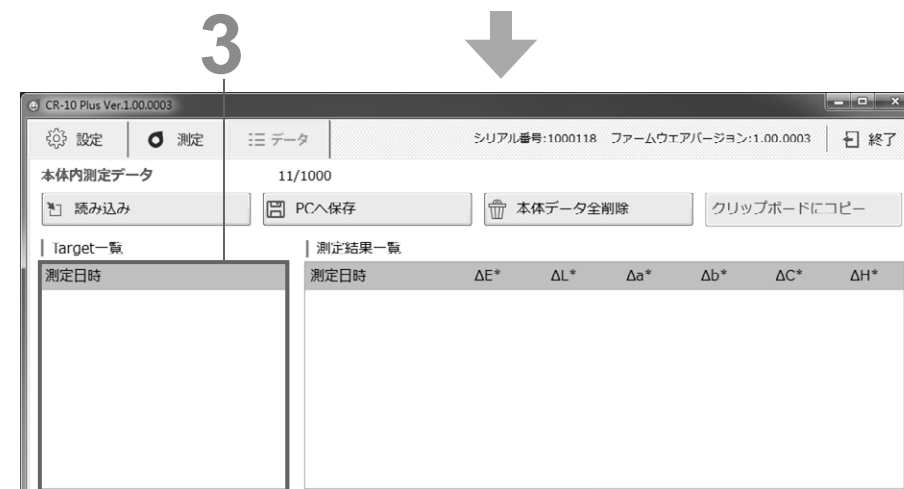 3
CR-10 Plus Ver.1.00.0003
設定 測定 データ シリアル番号:1000118 ファームウエアバージョン:1.00.0003 終了
本体内測定データ 11/1000
読み込み PCへ保存 本体データ全削除 クリップボードにコピー
Target一覧 測定結果一覧
測定日時 測定日時 ΔE* ΔL* Δa* Δb* ΔC* ΔH*